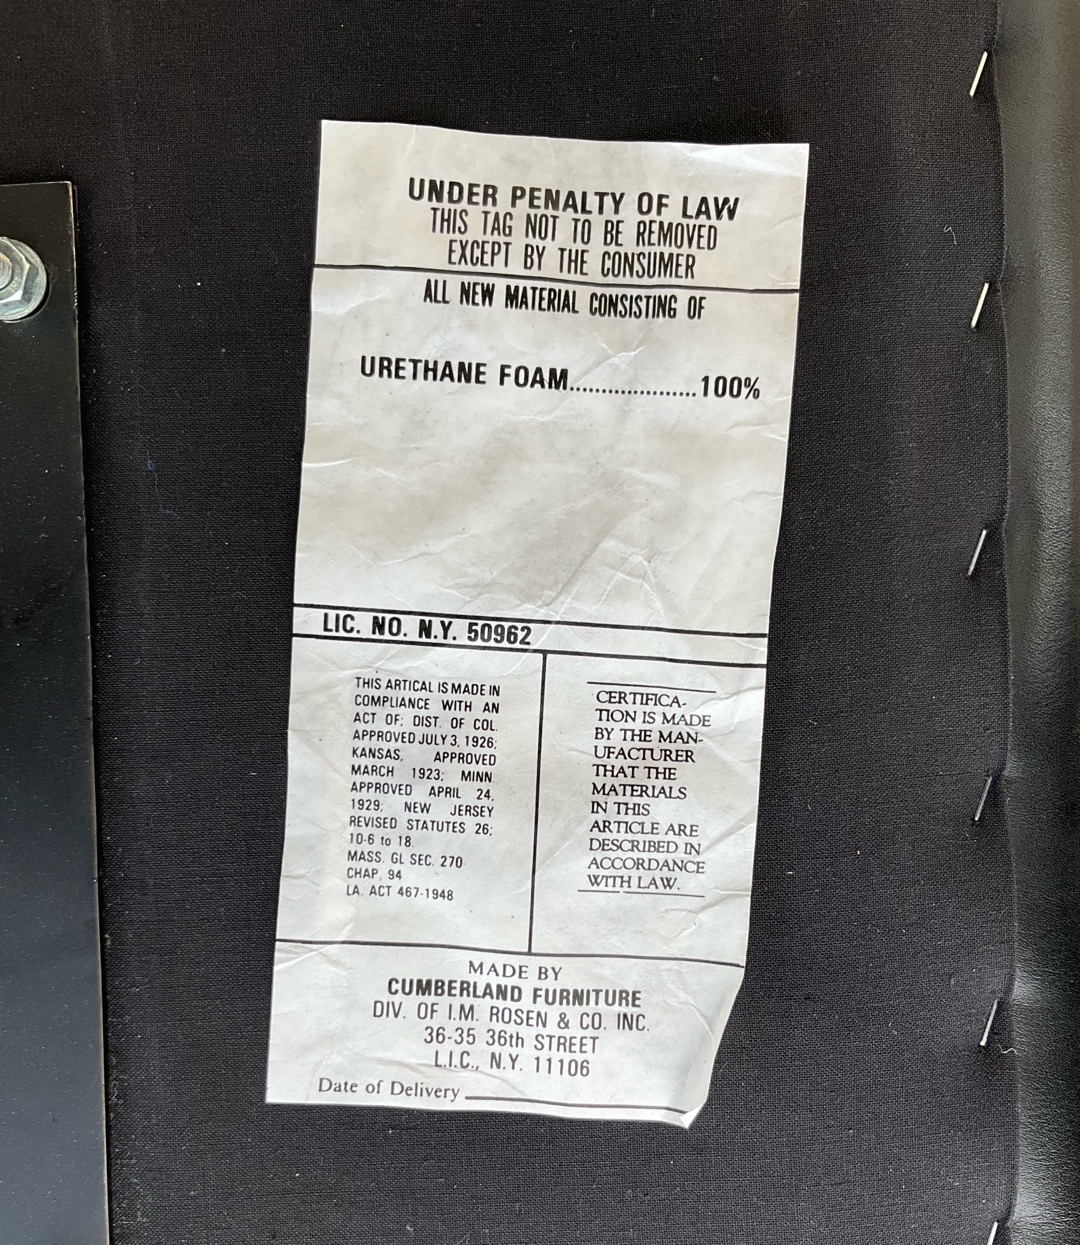 UNDER PENALTY OF LAW
THIS TAG NOT TO BE REMOVED
EXCEPT BY THE CONSUMER
ALL NEW MATERIAL CONSISTING OF
URETHANE FOAM....................100%
LIC. NO. N.Y. 50962
THIS ARTICAL IS MADE IN
COMPLIANCE WITH AN
ACT OF; DIST. OF COL.
APPROVED JULY 3, 1926;
KANSAS, APPROVED
MARCH 1923; MINN.
APPROVED APRIL 24,
1929; NEW JERSEY
REVISED STATUTES 26;
10-6 to 18.
MASS. GL SEC. 270
CHAP. 94
LA. ACT 467-1948
CERTIFICA-
TION IS MADE
BY THE MAN-
UFACTURER
THAT THE
MATERIALS
IN THIS
ARTICLE ARE
DESCRIBED IN
ACCORDANCE
WITH LAW.
MADE BY
CUMBERLAND FURNITURE
DIV. OF I.M. ROSEN & CO. INC.
36-35 36th STREET
L.I.C., N.Y. 11106
Date of Delivery